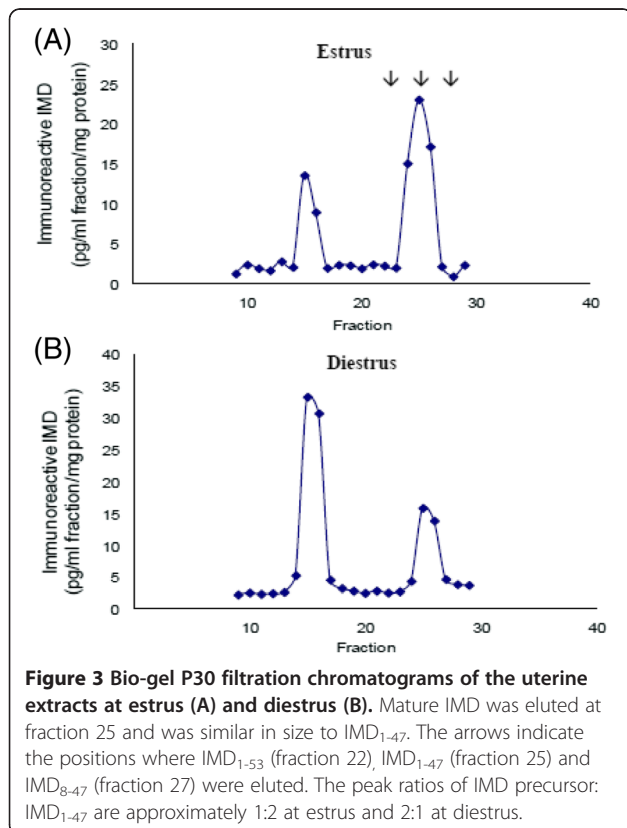 (A)
Estrus
↓ ↓ ↓
Immunoreactive IMD
(pg/ml fraction/mg protein)
30
25
20
15
10
5
0
10 20 30 40
Fraction
(B)
Diestrus
Immunoreactive IMD
(pg/ml fraction/mg protein)
40
35
30
25
20
15
10
5
0
10 20 30 40
Fraction
Figure 3 Bio-gel P30 filtration chromatograms of the uterine
extracts at estrus (A) and diestrus (B). Mature IMD was eluted at
fraction 25 and was similar in size to IMD1-47. The arrows indicate
the positions where IMD1-53 (fraction 22), IMD1-47 (fraction 25) and
IMD8-47 (fraction 27) were eluted. The peak ratios of IMD precursor:
IMD1-47 are approximately 1:2 at estrus and 2:1 at diestrus.